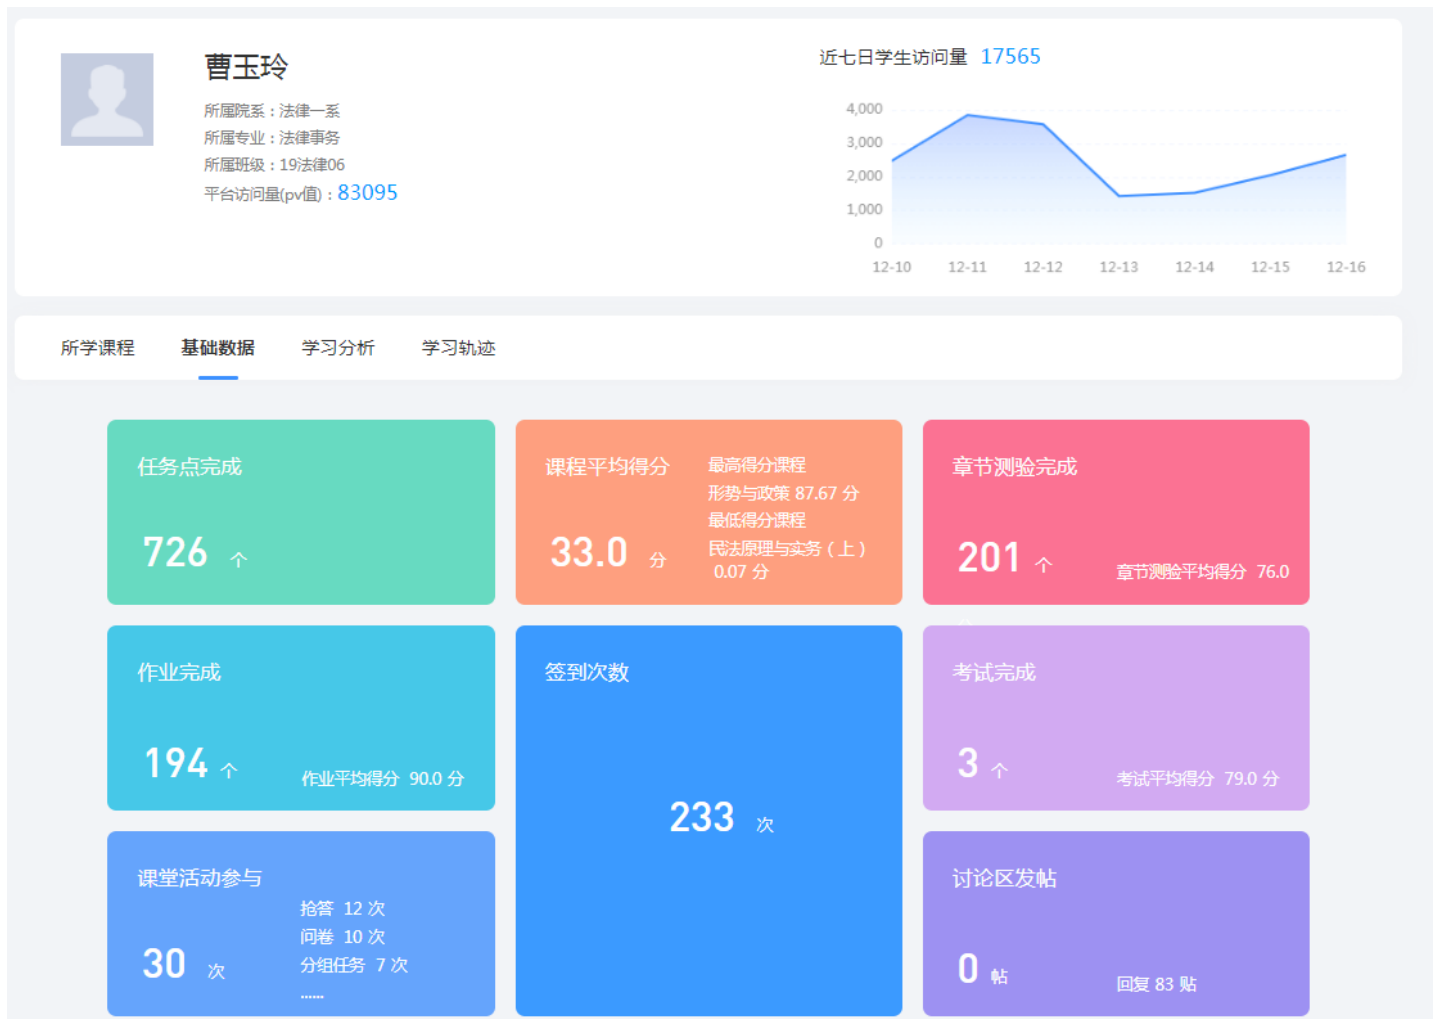 曹玉玲
所属院系：法律一系
所属专业：法律事务
所属班级：19法律06
平台访问量(pv值)：83095
近七日学生访问量 17565
4,000
3,000
2,000
1,000
0
12-10 12-11 12-12 12-13 12-14 12-15 12-16
所学课程 基础数据 学习分析 学习轨迹
任务点完成
726 个
课程平均得分
33.0 分
最高得分课程
形势与政策 87.67 分
最低得分课程
民法原理与实务（上）
0.07 分
章节测验完成
201 个
章节测验平均得分 76.0
作业完成
194 个
作业平均得分 90.0 分
签到次数
233 次
考试完成
3 个
考试平均得分 79.0 分
课堂活动参与
30 次
抢答 12 次
问卷 10 次
分组任务 7 次
......
讨论区发帖
0 帖
回复 83 贴